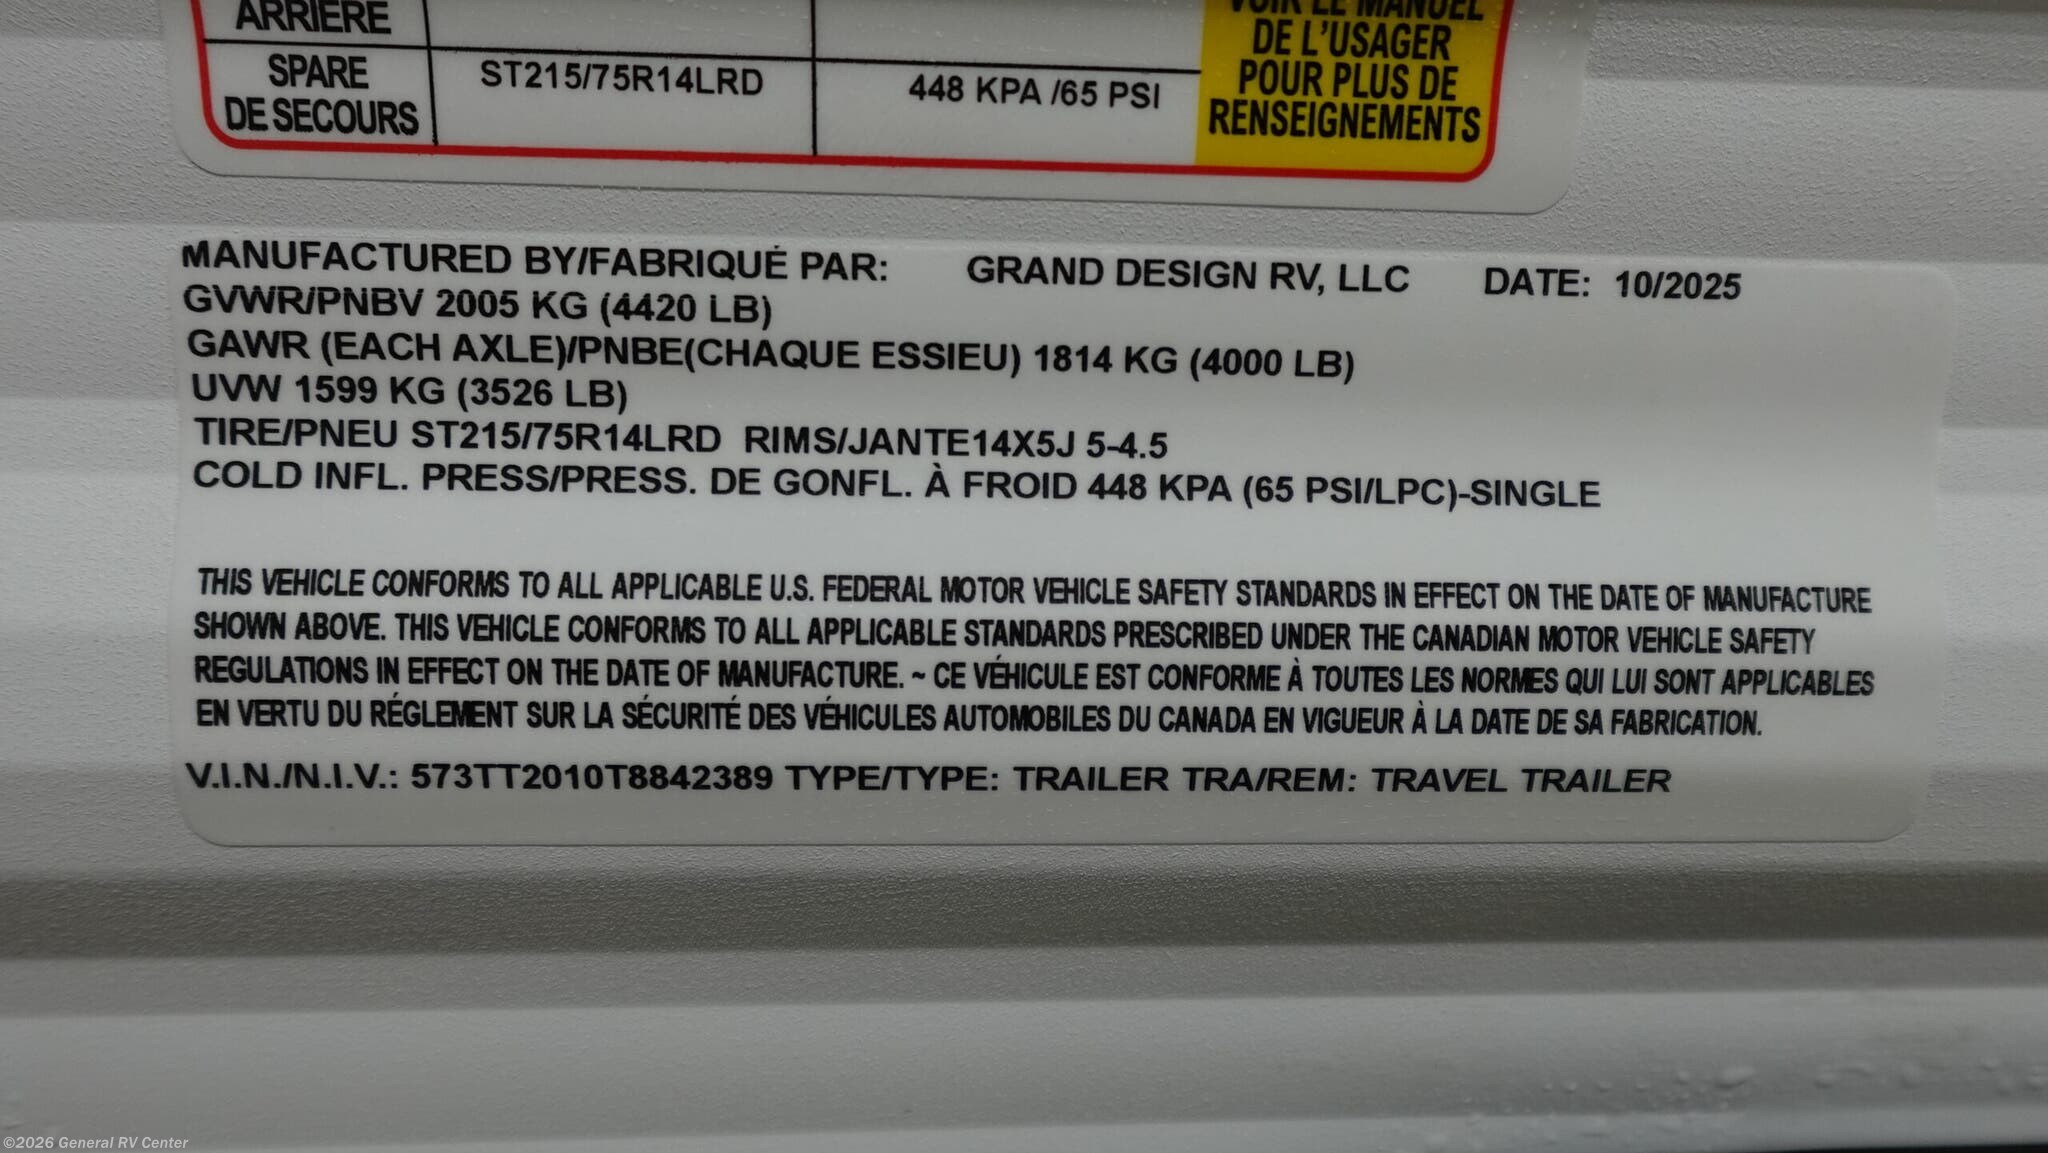 ARRIÈRE
SPARE
DE SECOURS
ST215/75R14LRD
448 KPA /65 PSI
VOIR LE MANUEL
DE L'USAGER
POUR PLUS DE
RENSEIGNEMENTS
MANUFACTURED BY/FABRIQUÉ PAR: GRAND DESIGN RV, LLC DATE: 10/2025
GVWR/PNBV 2005 KG (4420 LB)
GAWR (EACH AXLE)/PNBE(CHAQUE ESSIEU) 1814 KG (4000 LB)
UVW 1599 KG (3526 LB)
TIRE/PNEU ST215/75R14LRD RIMS/JANTE14X5J 5-4.5
COLD INFL. PRESS/PRESS. DE GONFL. À FROID 448 KPA (65 PSI/LPC)-SINGLE
THIS VEHICLE CONFORMS TO ALL APPLICABLE U.S. FEDERAL MOTOR VEHICLE SAFETY STANDARDS IN EFFECT ON THE DATE OF MANUFACTURE
SHOWN ABOVE. THIS VEHICLE CONFORMS TO ALL APPLICABLE STANDARDS PRESCRIBED UNDER THE CANADIAN MOTOR VEHICLE SAFETY
REGULATIONS IN EFFECT ON THE DATE OF MANUFACTURE. ~ CE VÉHICULE EST CONFORME À TOUTES LES NORMES QUI LUI SONT APPLICABLES
EN VERTU DU RÉGLEMENT SUR LA SÉCURITÉ DES VÉHICULES AUTOMOBILES DU CANADA EN VIGUEUR À LA DATE DE SA FABRICATION.
V.I.N./N.I.V.: 573TT2010T8842389 TYPE/TYPE: TRAILER TRA/REM: TRAVEL TRAILER
©2026 General RV Center